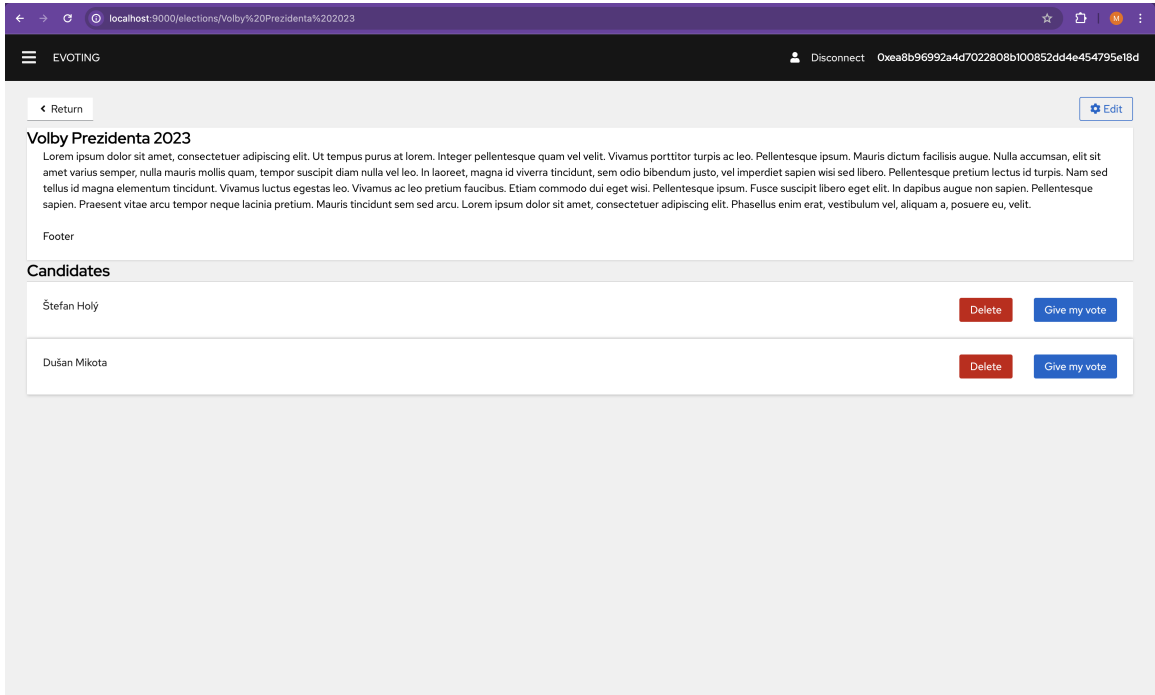 localhost:9000/elections/Volby%20Prezidenta%202023
M
EVOTING
Disconnect 0xea8b96992a4d7022808b100852dd4e454795e18d
Return
Edit
Volby Prezidenta 2023
Lorem ipsum dolor sit amet, consectetuer adipiscing elit. Ut tempus purus at lorem. Integer pellentesque quam vel velit. Vivamus porttitor turpis ac leo. Pellentesque ipsum. Mauris dictum facilisis augue. Nulla accumsan, elit sit
amet varius semper, nulla mauris mollis quam, tempor suscipit diam nulla vel leo. In laoreet, magna id viverra tincidunt, sem odio bibendum justo, vel imperdiet sapien wisi sed libero. Pellentesque pretium lectus id turpis. Nam sed
tellus id magna elementum tincidunt. Vivamus luctus egestas leo. Vivamus ac leo pretium faucibus. Etiam commodo dui eget wisi. Pellentesque ipsum. Fusce suscipit libero eget elit. In dapibus augue non sapien. Pellentesque
sapien. Praesent vitae arcu tempor neque lacinia pretium. Mauris tincidunt sem sed arcu. Lorem ipsum dolor sit amet, consectetuer adipiscing elit. Phasellus enim erat, vestibulum vel, aliquam a, posuere eu, velit.
Footer
Candidates
Štefan Holý
Delete
Give my vote
Dušan Mikota
Delete
Give my vote